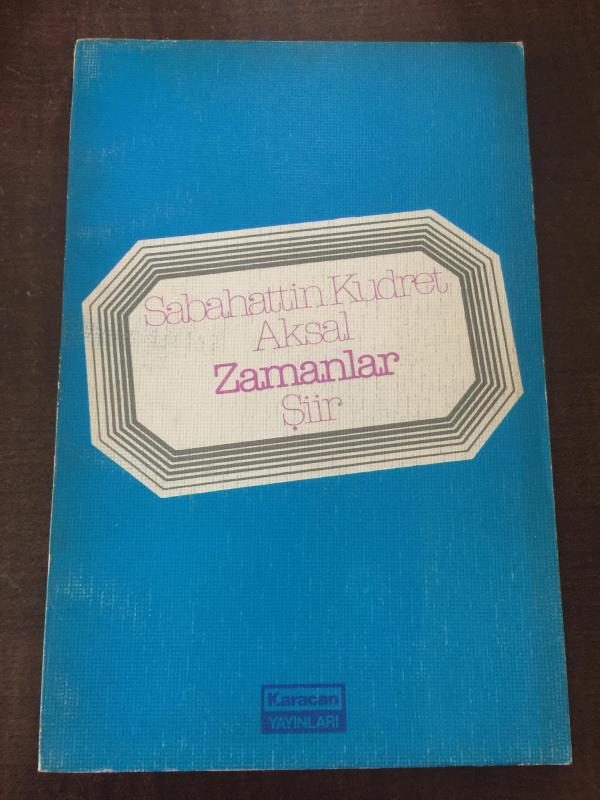 Sabahattin Kudret
Aksal
Zamanlar
Şiir
Karacan
YAYINLARI